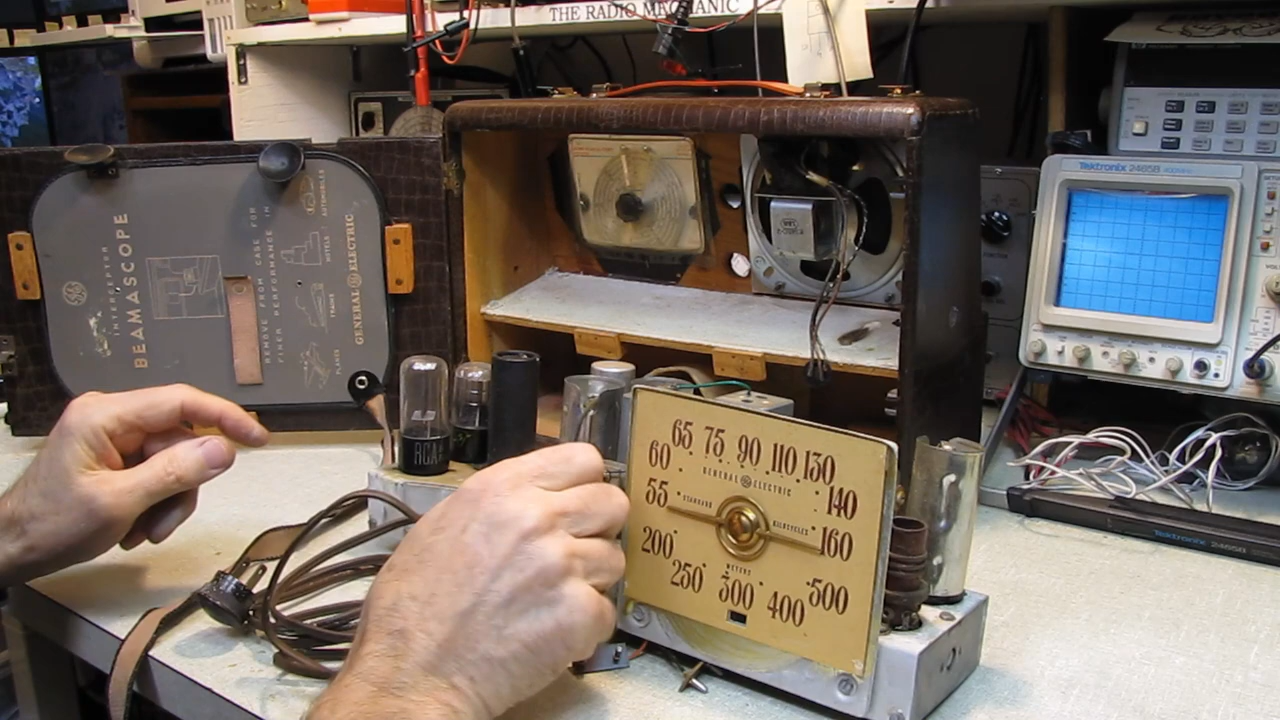 THE RADIO MECHANIC
Tektronix 2465B
INTERCEPTOR
BEAMASCOPE
REMOVE FROM CASE FOR
FINER PERFORMANCE IN
PLANES
TRAINS
HOTELS
AUTOMOBILES
GENERAL GE ELECTRIC
RCA
55 60 65 75 90 110 130 140 160
GENERAL GE ELECTRIC
STANDARD KILOCYCLES
METERS
200 250 300 400 500
Tektronix 2465B